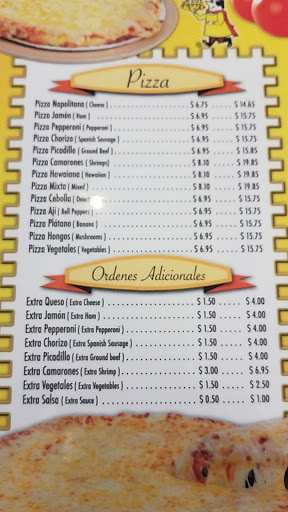 Pizza
Pizza Napolitana ( Cheese ) $ 6.75 $ 14.65
Pizza Jamón ( Ham ) $ 6.95 $ 15.75
Pizza Pepperoni ( Pepperoni ) $ 6.95 $ 15.75
Pizza Chorizo ( Spanish Sausage ) $ 6.95 $ 15.75
Pizza Picadillo ( Ground Beef ) $ 6.95 $ 15.85
Pizza Camarones ( Shrimps) $ 8.10 $ 19.85
Pizza Hawaiana ( Hawaiian ) $ 8.10 $ 19.85
Pizza Mixta ( Mixed ) $ 8.10 $ 19.85
Pizza Cebolla $ 6.95 $ 15.75
Pizza Ají ( Bell Pepper) $ 6.95 $ 15.75
Pizza Plátano ( Banana ) $ 6.95 $ 15.75
Pizza Hongos ( Mushrooms ) $ 6.95 $ 15.75
Pizza Vegetales ( Vegetables ) $ 6.95 $ 15.75
Ordenes Adicionales
Extra Queso ( Extra Cheese ) $ 1.50 $ 4.00
Extra Jamón ( Extra Ham ) $ 1.50 $ 4.00
Extra Pepperoni ( Extra Pepperoni ) $ 1.50 $ 4.00
Extra Chorizo ( Extra Spanish Sausage ) $ 1.50 $ 4.00
Extra Picadillo ( Extra Ground beef ) $ 1.50 $ 4.00
Extra Camarones ( Extra Shrimp ) $ 3.00 $ 6.95
Extra Vegetales ( Extra Vegetables ) $ 1.50 $ 2.50
Extra Salsa ( Extra Sauce ) $ 0.50 $ 1.00